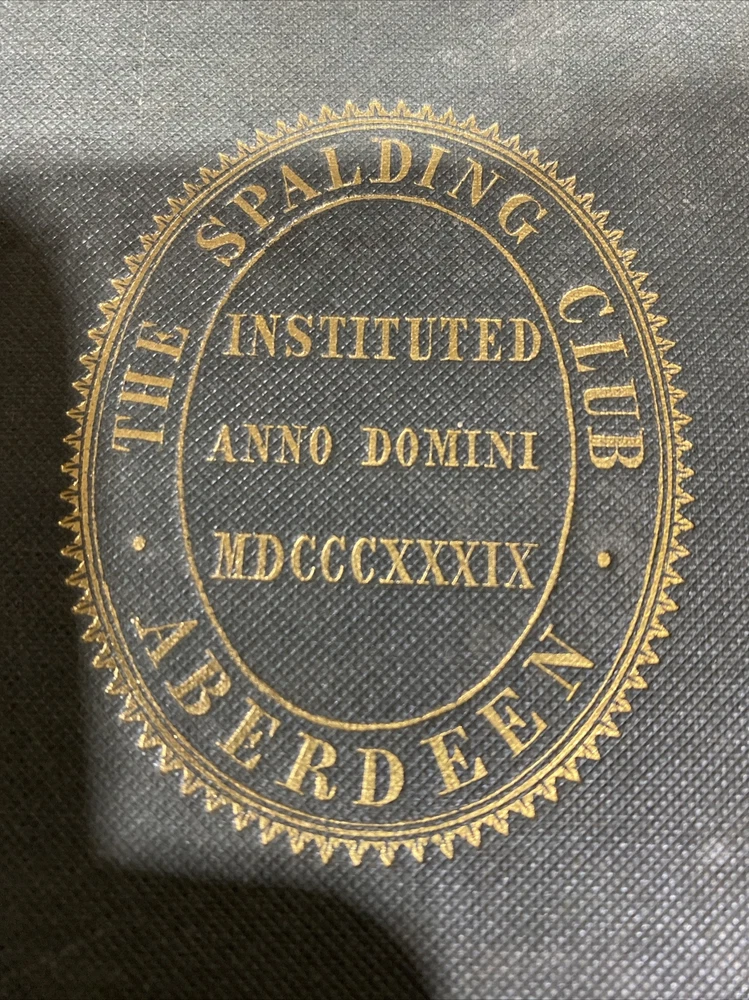 THE SPALDING CLUB
INSTITUTED
ANNO DOMINI
MDCCCXXXIX
· ABERDEEN ·